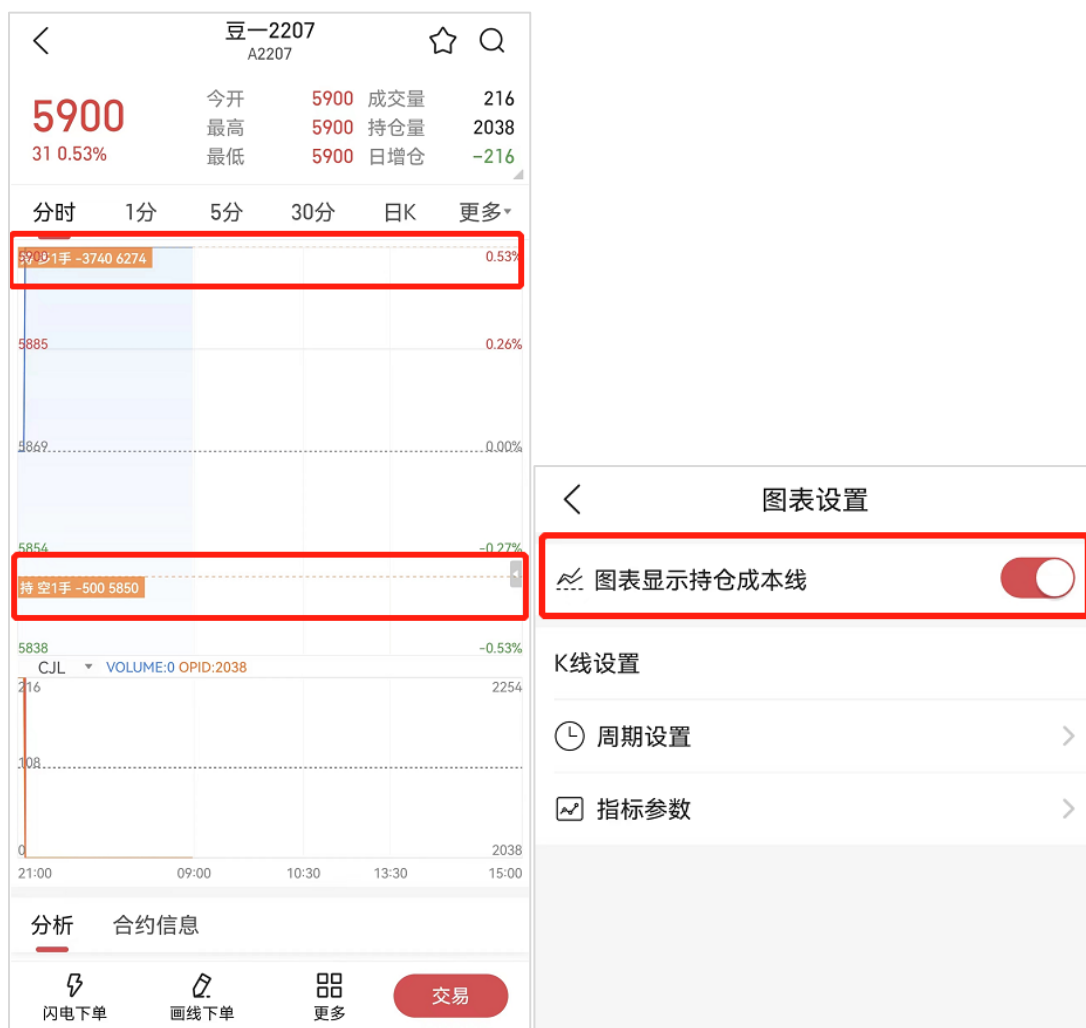 豆一2207
A2207
5900
31 0.53%
今开 5900 成交量 216
最高 5900 持仓量 2038
最低 5900 日增仓 -216
分时 1分 5分 30分 日K 更多
5900
持 多1手 -3740 6274
0.53%
5885 0.26%
5869 0.00%
5854 -0.27%
持 空1手 -500 5850
5838 -0.53%
CJL VOLUME:0 OPID:2038
216 2254
108
0 2038
21:00 09:00 10:30 13:30 15:00
分析 合约信息
闪电下单 画线下单 更多 交易
图表设置
图表显示持仓成本线
K线设置
周期设置
指标参数